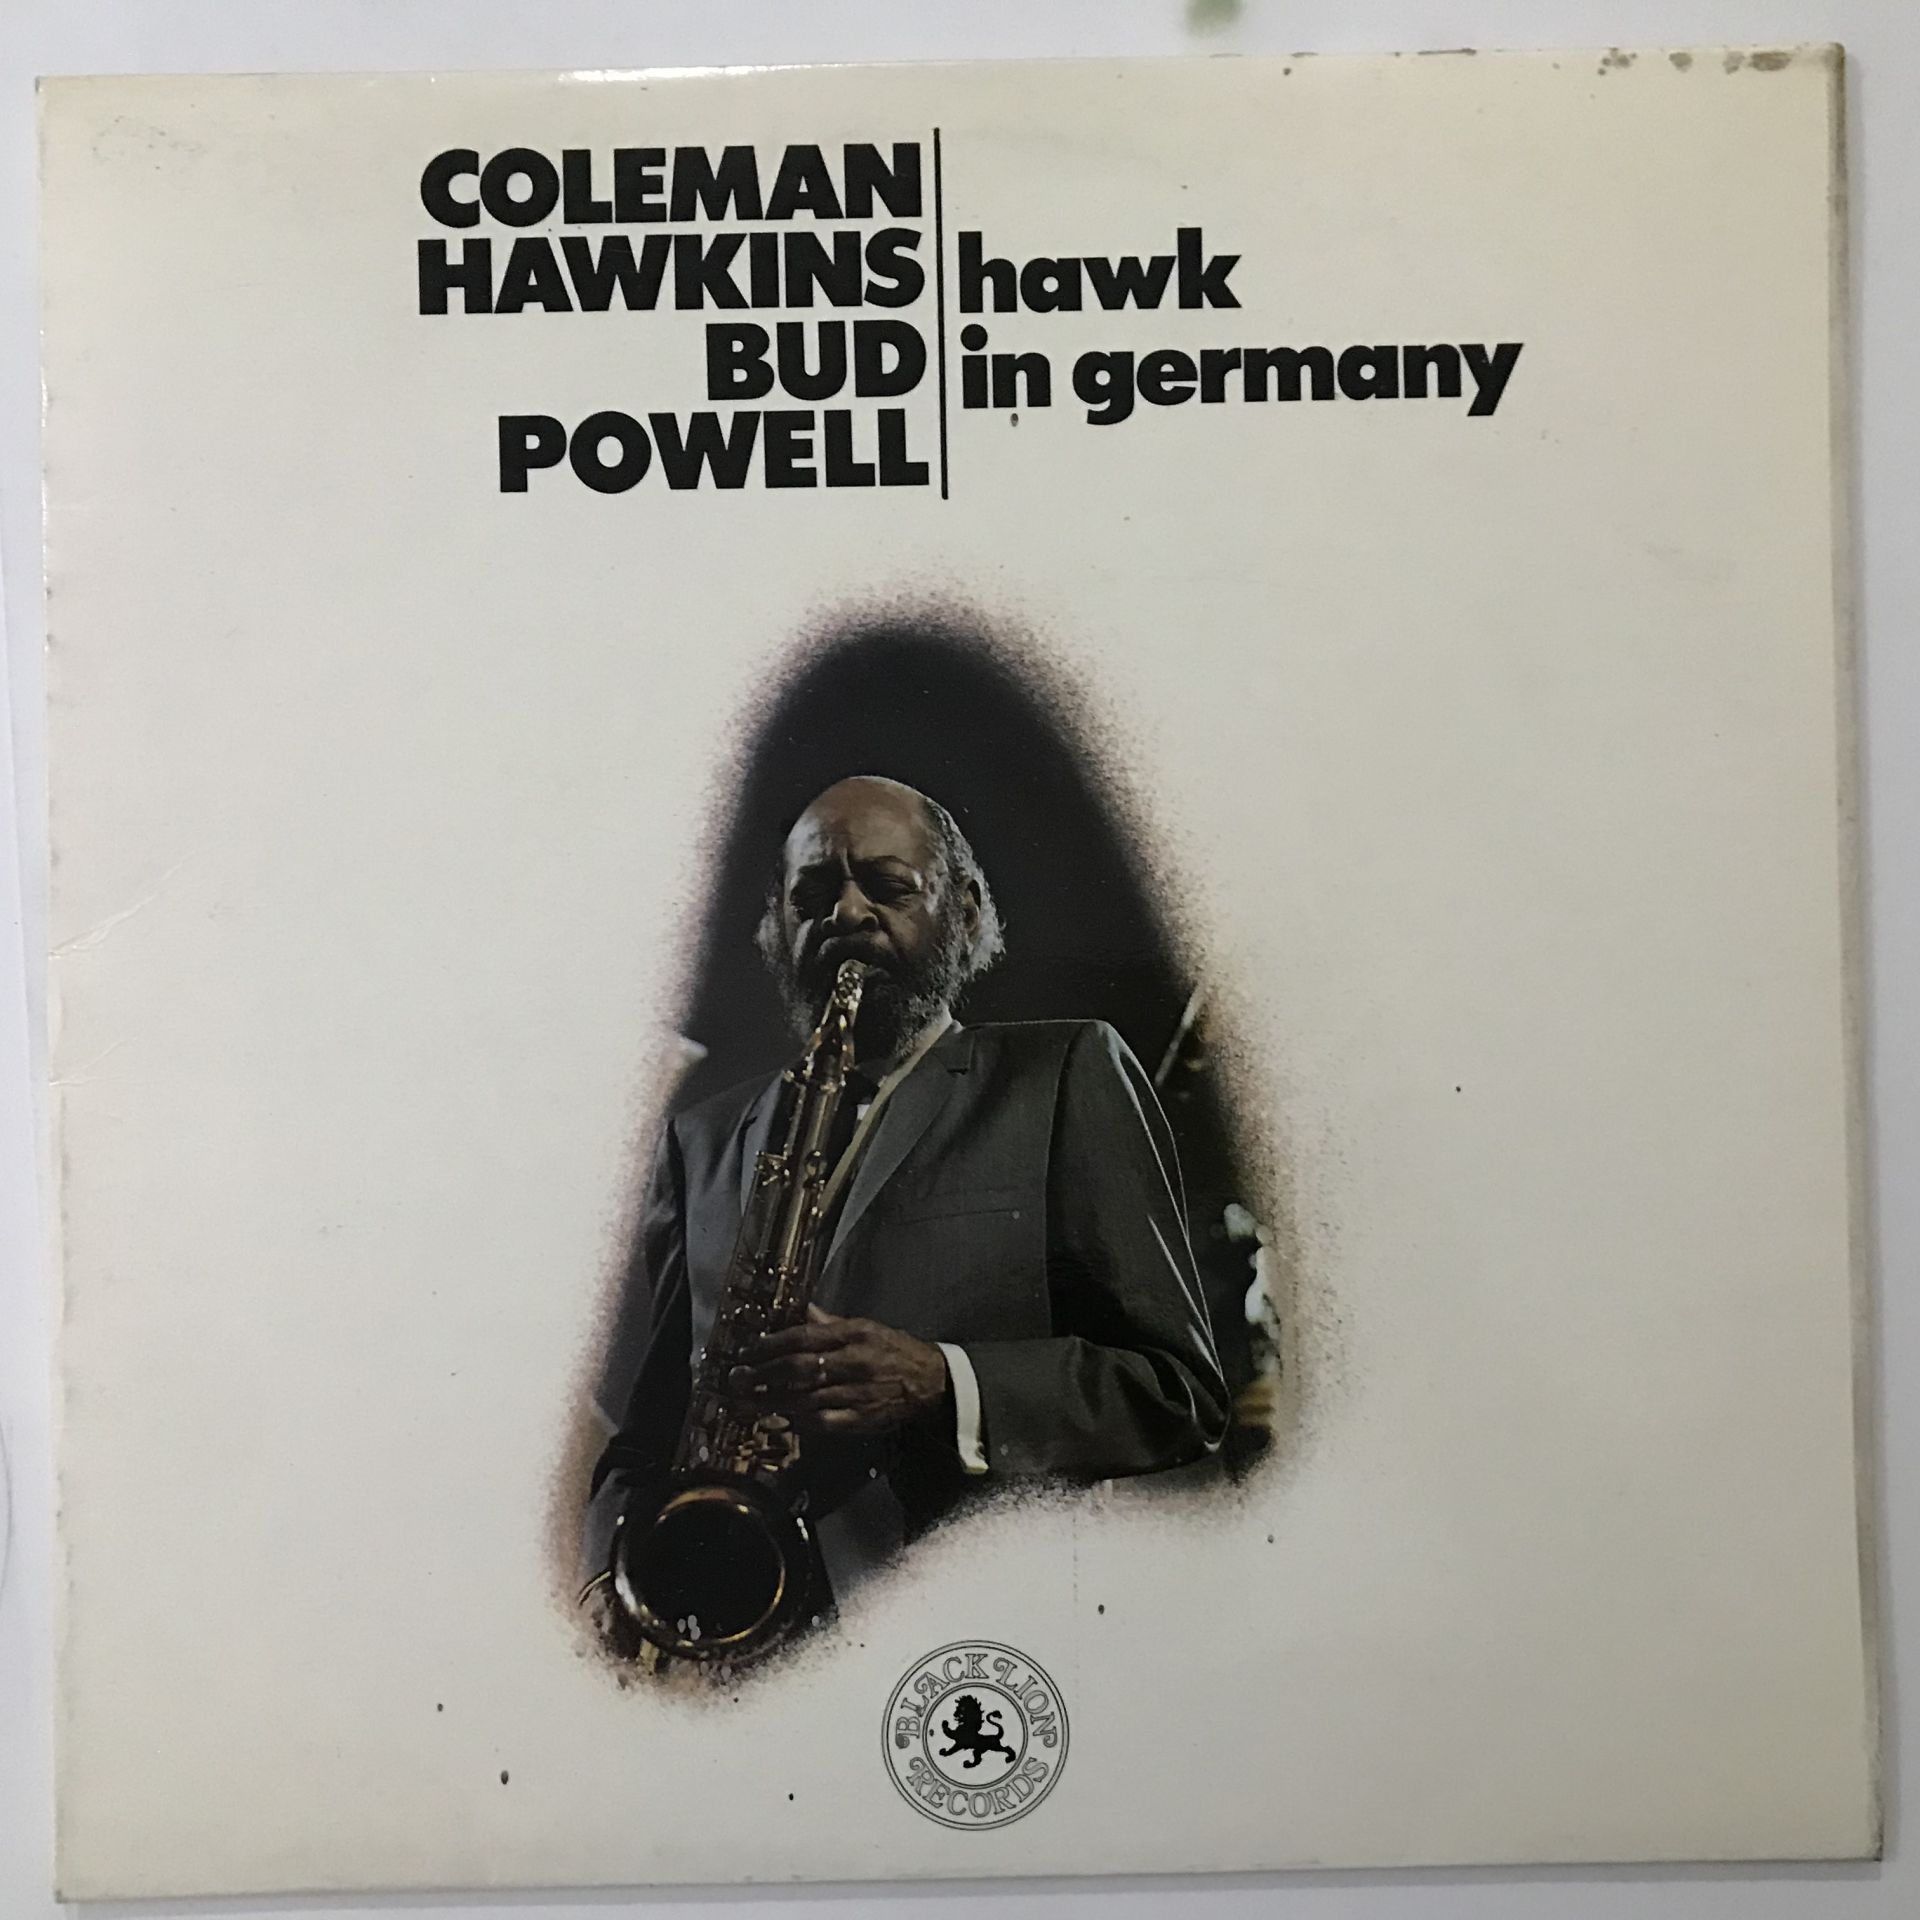 COLEMAN
HAWKINS
BUD
POWELL
hawk
in germany
BLACK LION
RECORDS